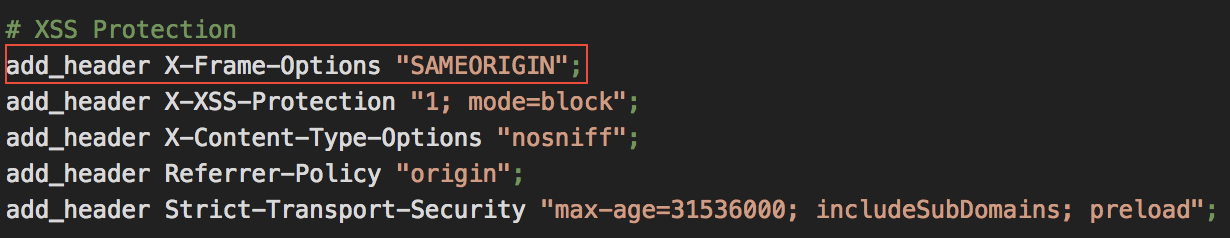 # XSS Protection
add_header X-Frame-Options "SAMEORIGIN";
add_header X-XSS-Protection "1; mode=block";
add_header X-Content-Type-Options "nosniff";
add_header Referrer-Policy "origin";
add_header Strict-Transport-Security "max-age=31536000; includeSubDomains; preload";